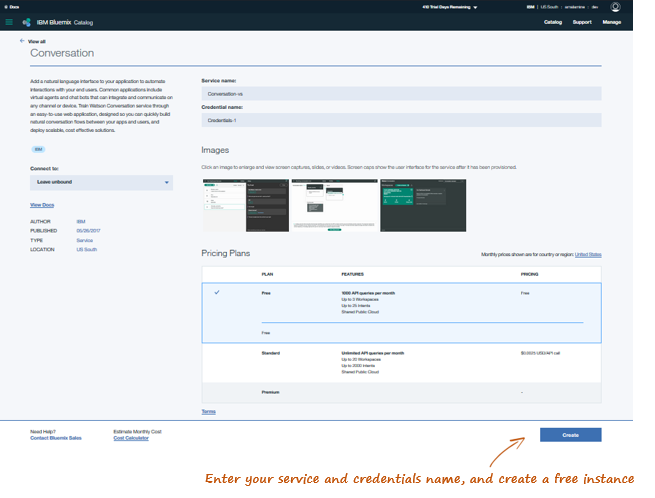 Docs
410 Trial Days Remaining
IBM | US South : amalamine : dev
IBM Bluemix Catalog
Catalog Support Manage
View all
Conversation
Add a natural language interface to your application to automate
interactions with your end users. Common applications include
virtual agents and chat bots that can integrate and communicate on
any channel or device. Train Watson Conversation service through
an easy-to-use web application, designed so you can quickly build
natural conversation flows between your apps and users, and
deploy scalable, cost effective solutions.
IBM
Connect to:
Leave unbound
View Docs
AUTHOR IBM
PUBLISHED 05/26/2017
TYPE Service
LOCATION US South
Service name:
Conversation-va
Credential name:
Credentials-1
Images
Click an image to enlarge and view screen captures, slides, or videos. Screen caps show the user interface for the service after it has been provisioned.
Pricing Plans
Monthly prices shown are for country or region: United States
PLAN FEATURES PRICING
Free 1000 API queries per month Free
Up to 3 Workspaces
Up to 25 intents
Shared Public Cloud
Free
Standard Unlimited API queries per month $0.0025 USD/API call
Up to 20 Workspaces
Up to 2000 intents
Shared Public Cloud
Premium -
Terms
Need Help?
Contact Bluemix Sales
Estimate Monthly Cost
Cost Calculator
Create
Enter your service and credentials name, and create a free instance